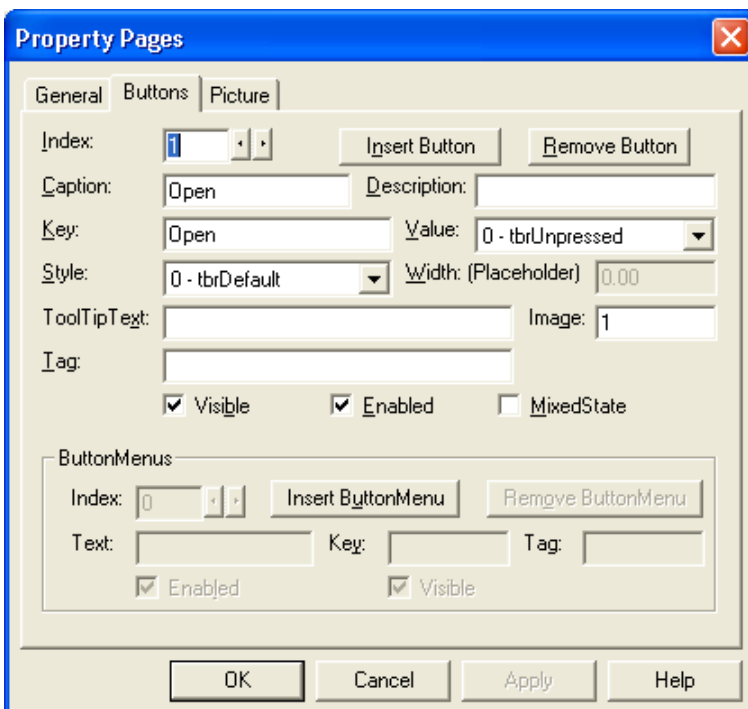 Property Pages
General Buttons Picture
Index: 1 Insert Button Remove Button
Caption: Open Description:
Key: Open Value: 0 - tbrUnpressed
Style: 0 - tbrDefault Width: (Placeholder) 0.00
ToolTipText: Image: 1
Tag:
Visible Enabled MixedState
ButtonMenus
Index: 0 Insert ButtonMenu Remove ButtonMenu
Text: Key: Tag:
Enabled Visible
OK Cancel Apply Help